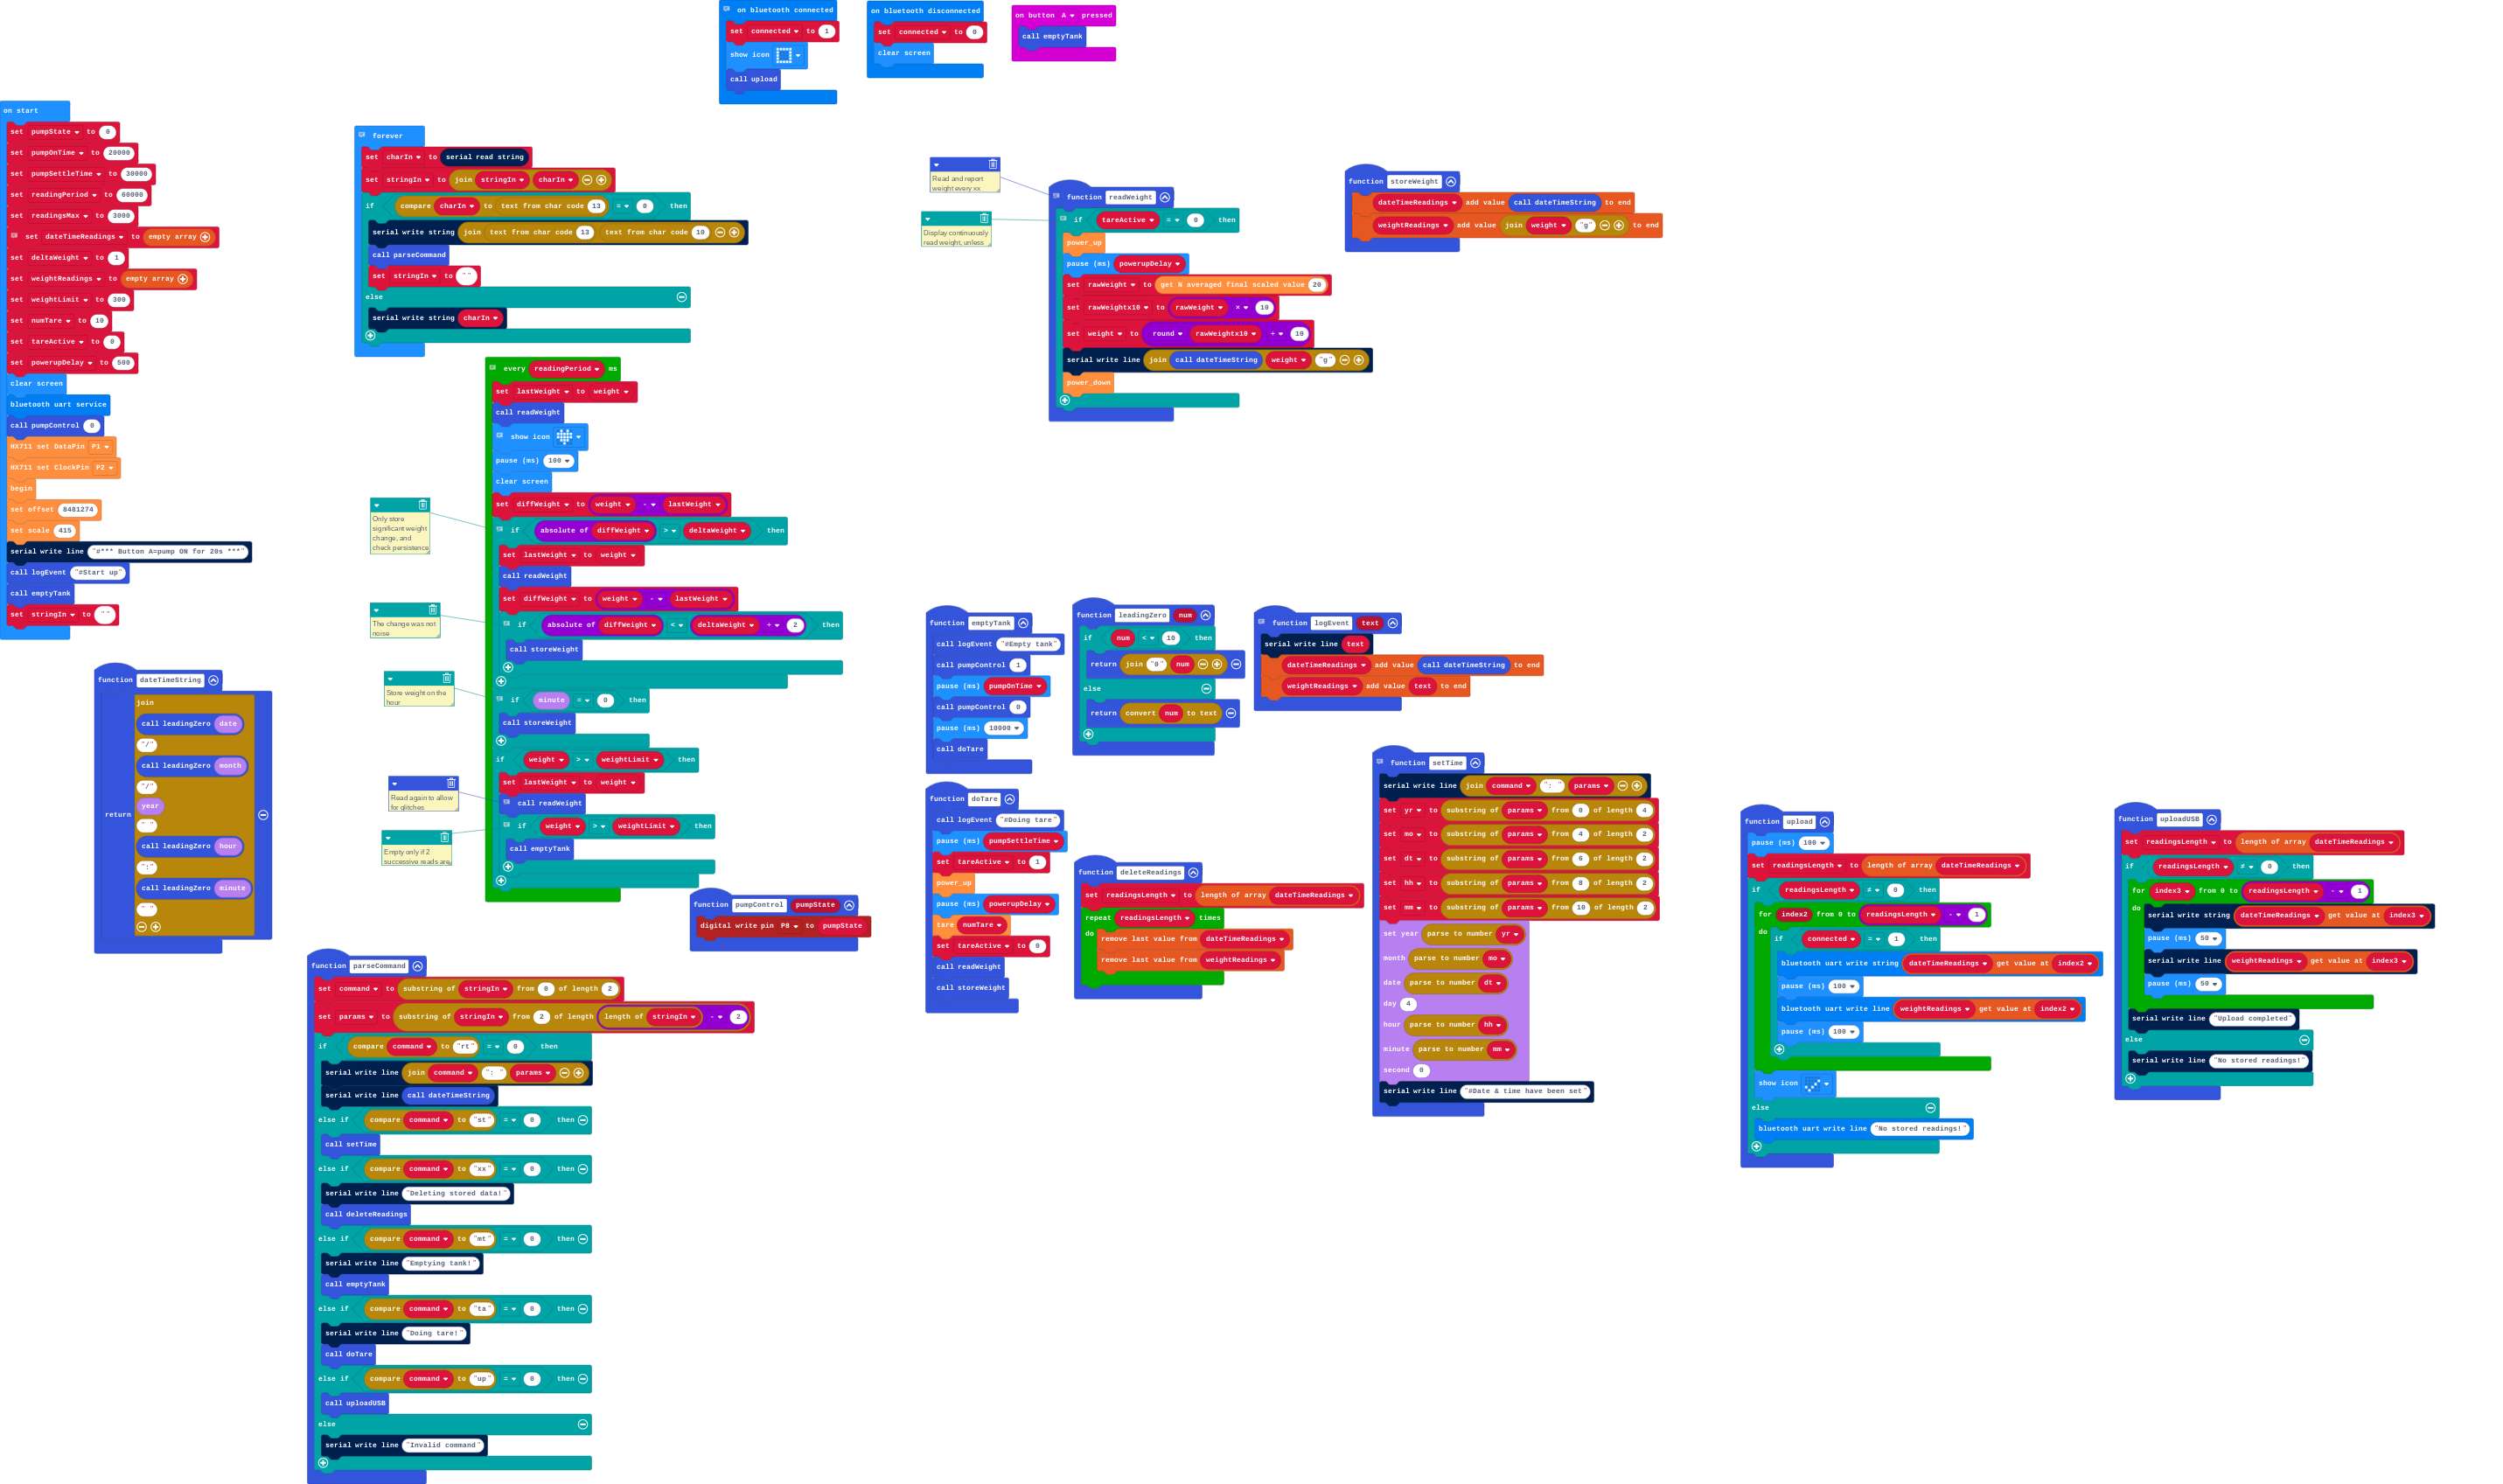 on bluetooth connected
set connected to 1
show icon
call upload
on bluetooth disconnected
set connected to 0
clear screen
on button A pressed
call emptyTank
on start
set pumpState to 0
set pumpOnTime to 20000
set pumpSettleTime to 30000
set readingPeriod to 60000
set readingsMax to 3000
set dateTimeReadings to empty array
set deltaWeight to 1
set weightReadings to empty array
set weightLimit to 300
set numTare to 10
set tareActive to 0
set powerupDelay to 500
clear screen
bluetooth uart service
call pumpControl 0
HX711 set DataPin P1
HX711 set ClockPin P2
begin
set offset 8481274
set scale 415
serial write line "#*** Button A=pump ON for 20s ***"
call logEvent "#Start up"
call emptyTank
set stringIn to ""
forever
set charIn to serial read string
set stringIn to join stringIn charIn
if compare charIn to text from char code 13 = 0 then
serial write string join text from char code 13 text from char code 10
call parseCommand
set stringIn to ""
else
serial write string charIn
every readingPeriod ms
set lastWeight to weight
call readWeight
show icon
pause (ms) 100
clear screen
set diffWeight to weight - lastWeight
if absolute of diffWeight > deltaWeight then
set lastWeight to weight
call readWeight
set diffWeight to weight - lastWeight
if absolute of diffWeight < deltaWeight ÷ 2 then
call storeWeight
if minute = 0 then
call storeWeight
if weight > weightLimit then
set lastWeight to weight
call readWeight
if weight > weightLimit then
call emptyTank
Only store
significant weight
change, and
check persistence
The change was not
noise
Store weight on the
hour
Read again to allow
for glitches
Empty only if 2
successive reads are
Read and report
weight every xx
Display continuously
read weight, unless
function readWeight
if tareActive = 0 then
power_up
pause (ms) powerupDelay
set rawWeight to get N averaged final scaled value 20
set rawWeightx10 to rawWeight × 10
set weight to round rawWeightx10 ÷ 10
serial write line join call dateTimeString weight "g"
power_down
function storeWeight
dateTimeReadings add value call dateTimeString to end
weightReadings add value join weight "g" to end
function dateTimeString
return
join
call leadingZero date
"/"
call leadingZero month
"/"
year
" "
call leadingZero hour
":"
call leadingZero minute
" "
function emptyTank
call logEvent "#Empty tank"
call pumpControl 1
pause (ms) pumpOnTime
call pumpControl 0
pause (ms) 10000
call doTare
function leadingZero num
if num < 10 then
return join "0" num
else
return convert num to text
function logEvent text
serial write line text
dateTimeReadings add value call dateTimeString to end
weightReadings add value text to end
function doTare
call logEvent "#Doing tare"
pause (ms) pumpSettleTime
set tareActive to 1
power_up
pause (ms) powerupDelay
tare numTare
set tareActive to 0
call readWeight
call storeWeight
function pumpControl pumpState
digital write pin P8 to pumpState
function deleteReadings
set readingsLength to length of array dateTimeReadings
repeat readingsLength times
do
remove last value from dateTimeReadings
remove last value from weightReadings
function setTime
serial write line join command ": " params
set yr to substring of params from 0 of length 4
set mo to substring of params from 4 of length 2
set dt to substring of params from 6 of length 2
set hh to substring of params from 8 of length 2
set mm to substring of params from 10 of length 2
set year parse to number yr
month parse to number mo
date parse to number dt
day 4
hour parse to number hh
minute parse to number mm
second 0
serial write line "#Date & time have been set"
function upload
pause (ms) 100
set readingsLength to length of array dateTimeReadings
if readingsLength ≠ 0 then
for index2 from 0 to readingsLength - 1
do
if connected = 1 then
bluetooth uart write string dateTimeReadings get value at index2
pause (ms) 100
bluetooth uart write line weightReadings get value at index2
pause (ms) 100
show icon
else
bluetooth uart write line "No stored readings!"
function uploadUSB
set readingsLength to length of array dateTimeReadings
if readingsLength ≠ 0 then
for index3 from 0 to readingsLength - 1
do
serial write string dateTimeReadings get value at index3
pause (ms) 50
serial write line weightReadings get value at index3
pause (ms) 50
serial write line "Upload completed"
else
serial write line "No stored readings!"
function parseCommand
set command to substring of stringIn from 0 of length 2
set params to substring of stringIn from 2 of length length of stringIn - 2
if compare command to "rt" = 0 then
serial write line join command ": " params
serial write line call dateTimeString
else if compare command to "st" = 0 then
call setTime
else if compare command to "xx" = 0 then
serial write line "Deleting stored data!"
call deleteReadings
else if compare command to "mt" = 0 then
serial write line "Emptying tank!"
call emptyTank
else if compare command to "ta" = 0 then
serial write line "Doing tare!"
call doTare
else if compare command to "up" = 0 then
call uploadUSB
else
serial write line "Invalid command"